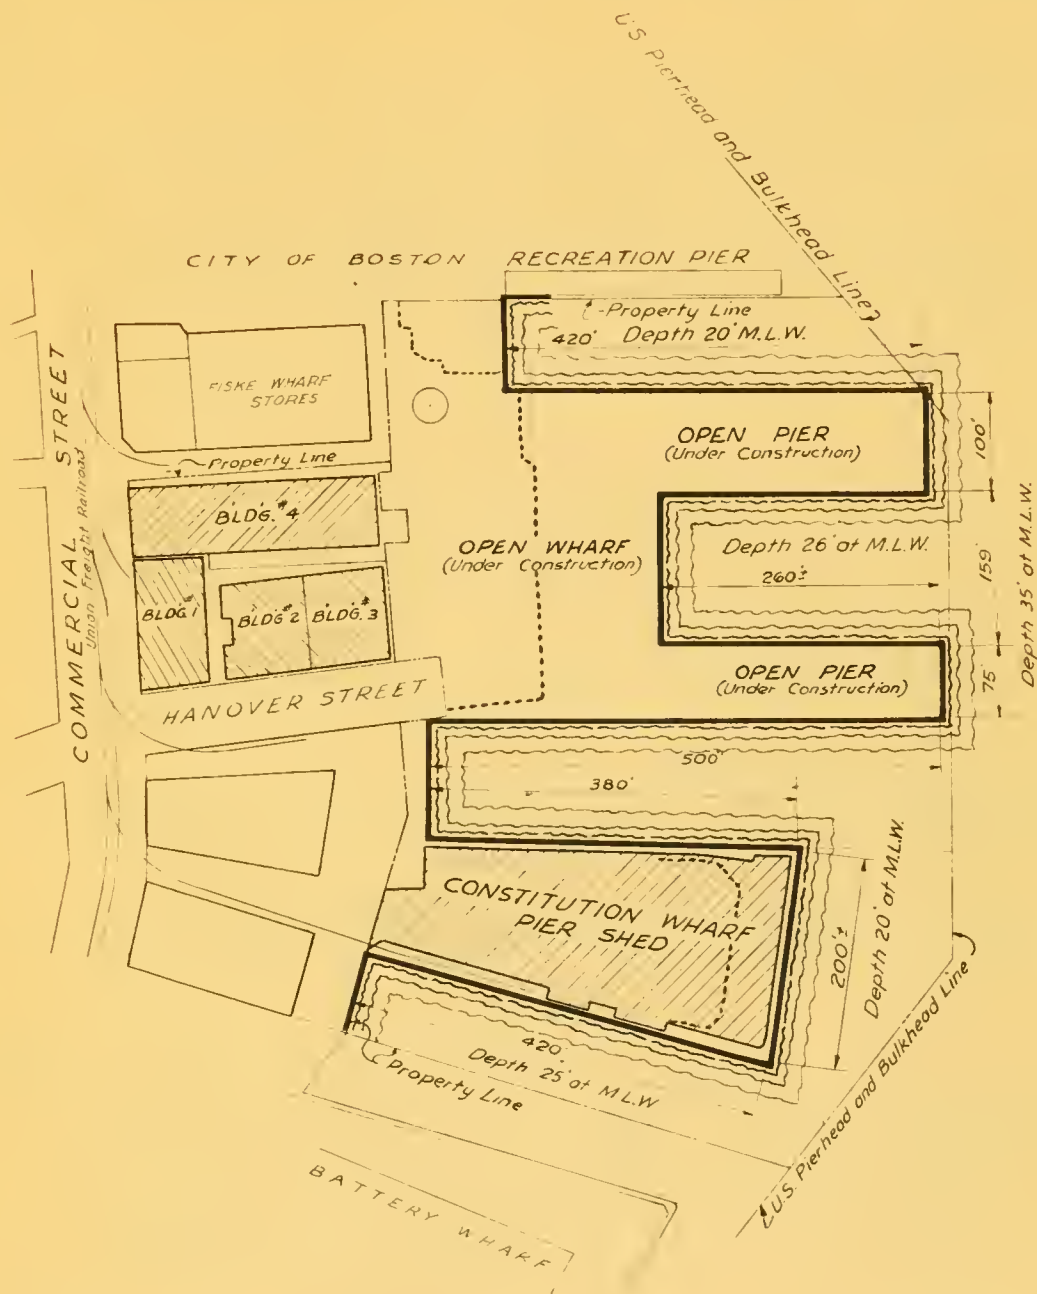 U.S Pierhead and Bulkhead Line
CITY OF BOSTON RECREATION PIER
Property Line
420' Depth 20' M.L.W.
COMMERCIAL STREET
Union Freight Railroad
FISKE WHARF
STORES
Property Line
OPEN PIER
(Under Construction)
100'
BLDG. #4
OPEN WHARF
(Under Construction)
Depth 26' at M.L.W.
260'±
159'
Depth 35' at M.L.W.
BLDG. #1
BLDG. #2
BLDG. #3
OPEN PIER
(Under Construction)
75'
HANOVER STREET
500'
380'
CONSTITUTION WHARF
PIER SHED
200'±
Depth 20' at M.L.W.
420'
Depth 25' at M.L.W
Property Line
U.S. Pierhead and Bulkhead Line
BATTERY WHARF